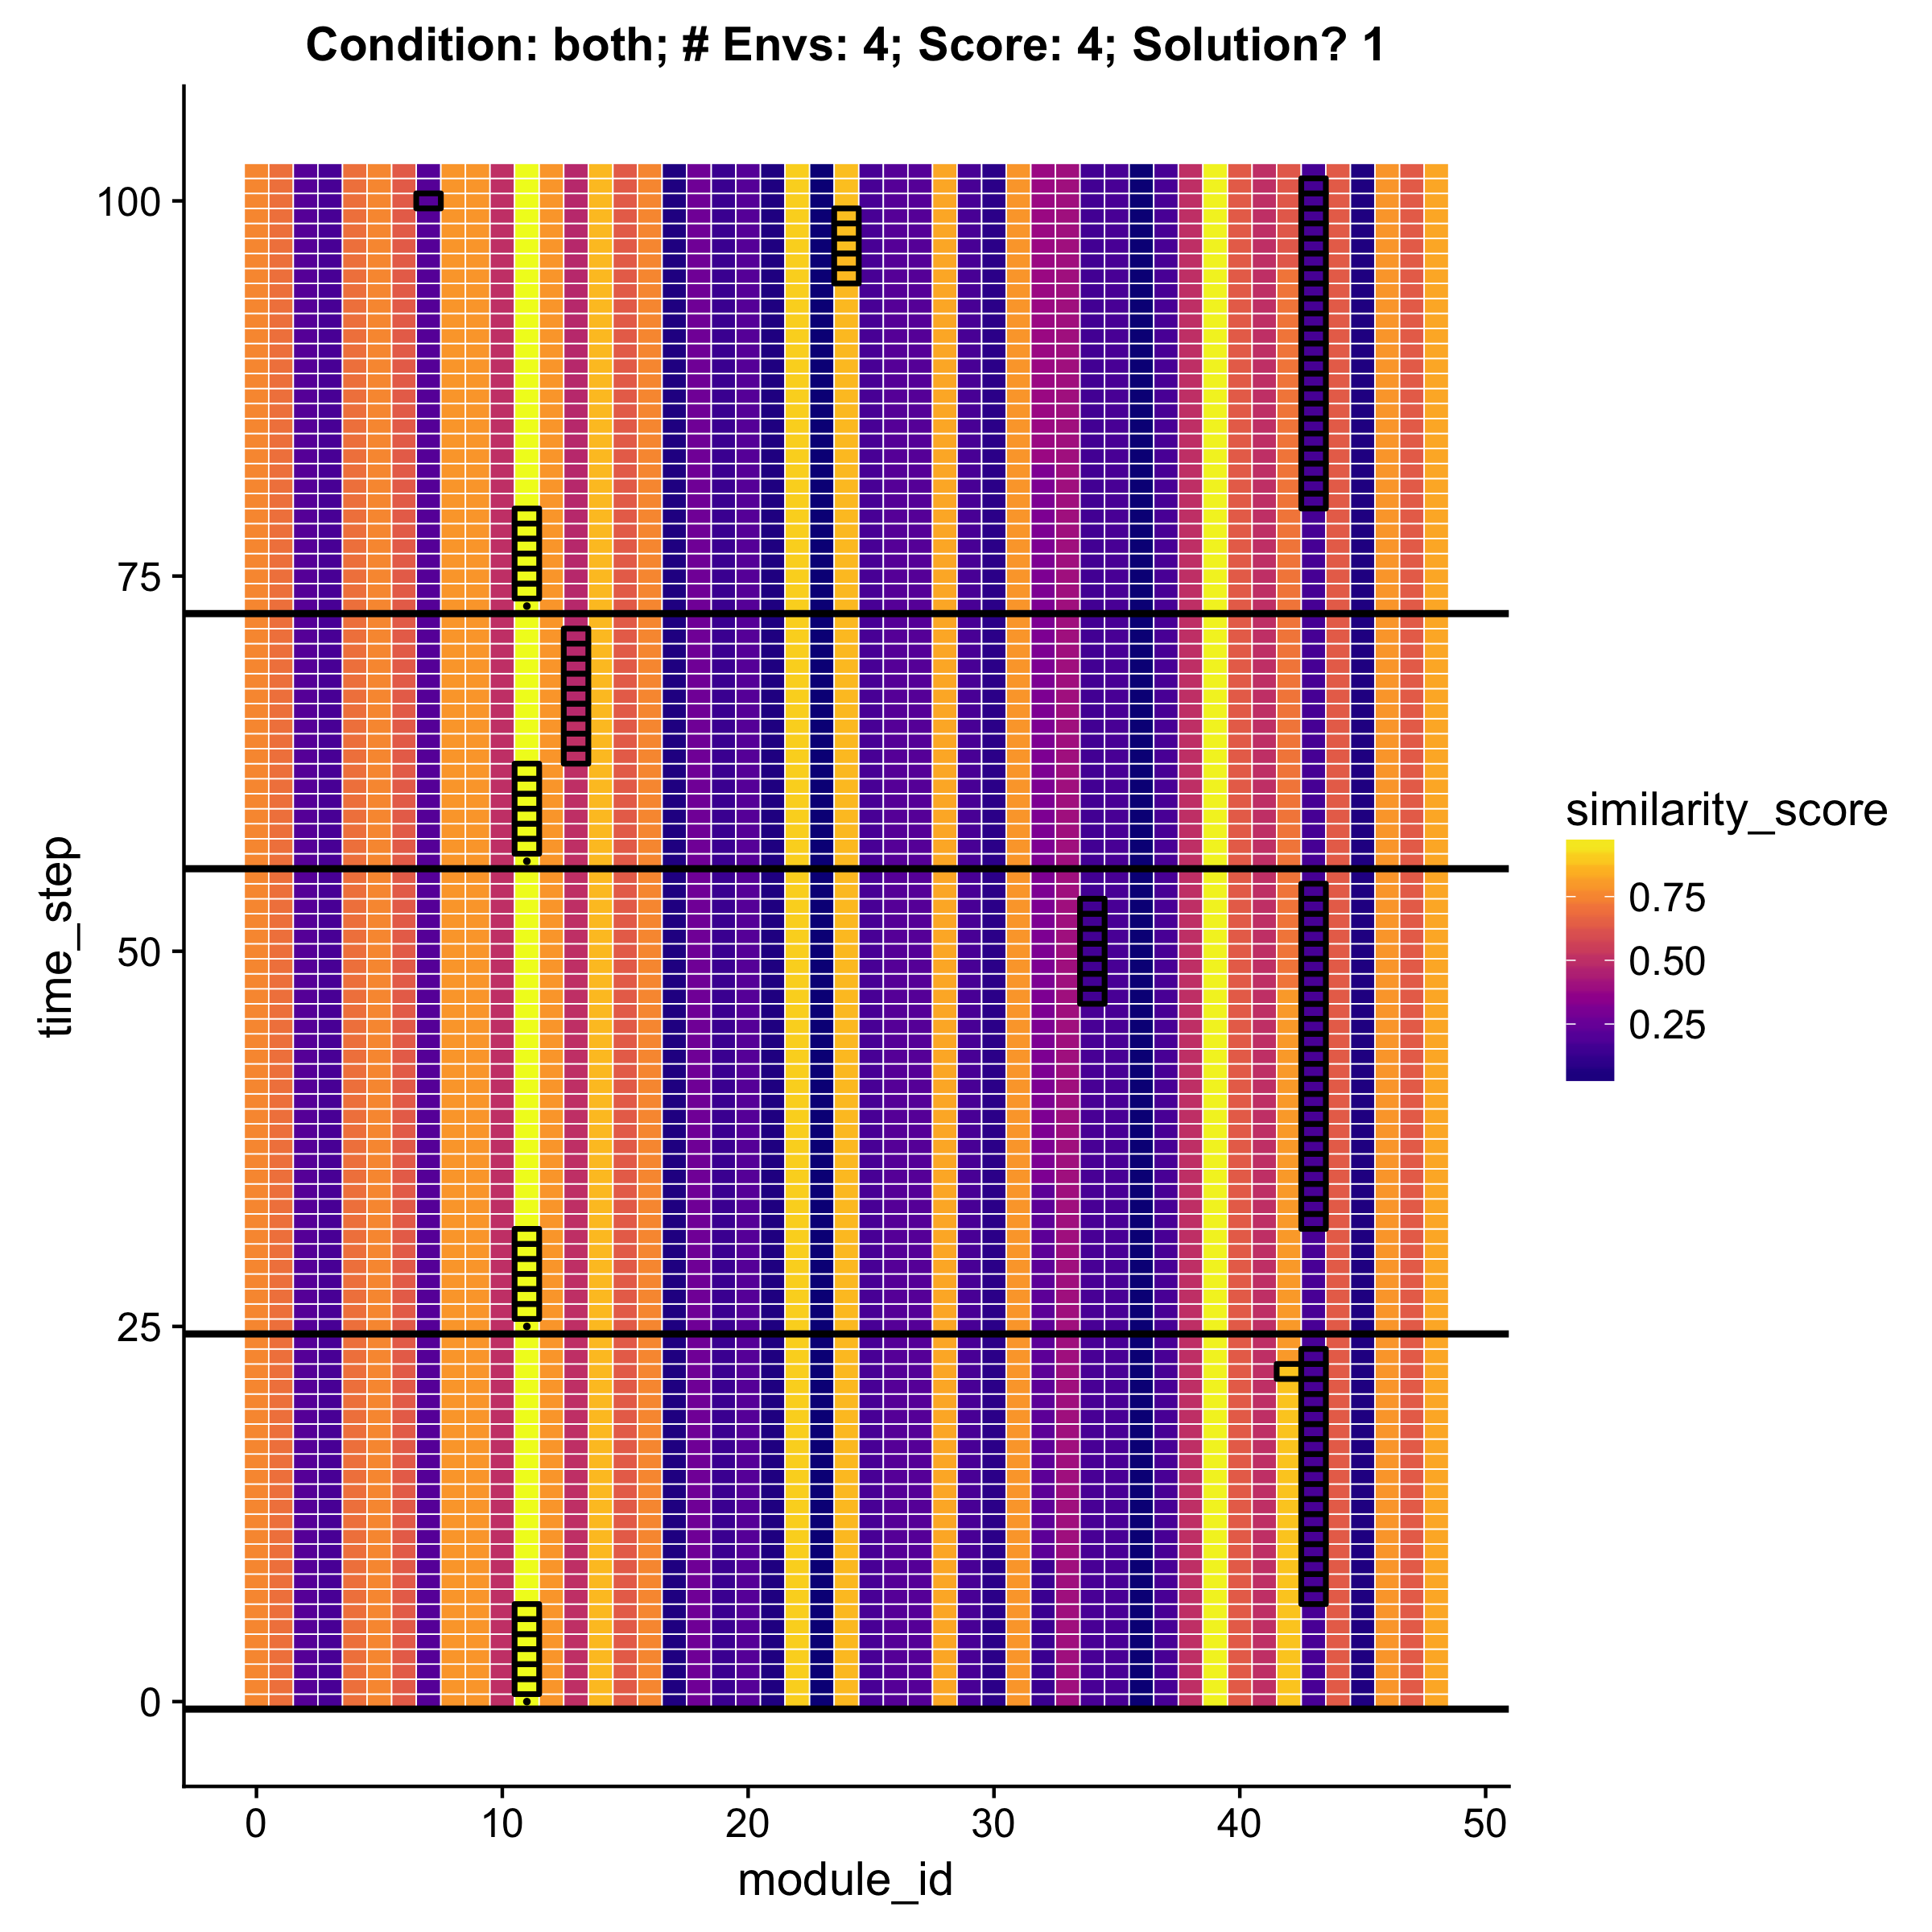 Condition: both; # Envs: 4; Score: 4; Solution? 1
100
75
50
25
0
time_step
0 10 20 30 40 50
module_id
similarity_score
0.75
0.50
0.25